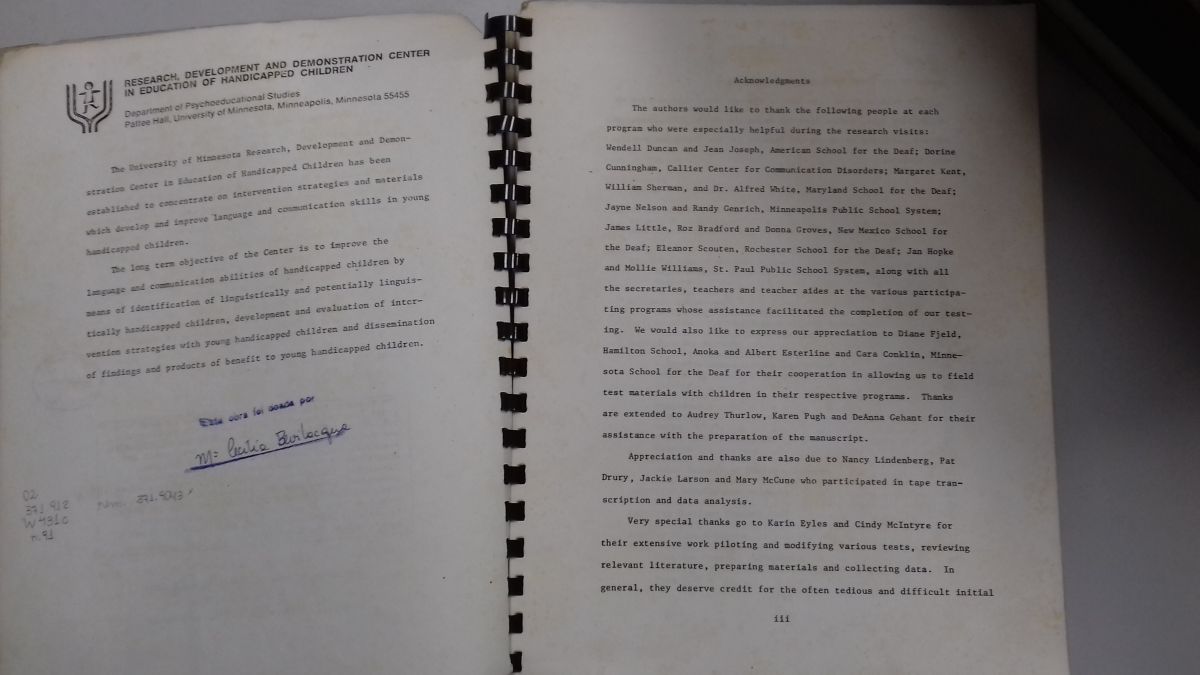 RESEARCH, DEVELOPMENT AND DEMONSTRATION CENTER
IN EDUCATION OF HANDICAPPED CHILDREN
Department of Psychoeducational Studies
Pattee Hall, University of Minnesota, Minneapolis, Minnesota 55455
The University of Minnesota Research, Development and Demon-
stration Center in Education of Handicapped Children has been
established to concentrate on intervention strategies and materials
which develop and improve language and communication skills in young
handicapped children.
The long term objective of the Center is to improve the
language and communication abilities of handicapped children by
means of identification of linguistically and potentially linguis-
tically handicapped children, development and evaluation of inter-
vention strategies with young handicapped children and dissemination
of findings and products of benefit to young handicapped children.
Esta obra foi doada por
Mª Cecilia Bevilacqua
02
371.912
W431c
n.91
Acknowledgments
The authors would like to thank the following people at each
program who were especially helpful during the research visits:
Wendell Duncan and Jean Joseph, American School for the Deaf; Dorine
Cunningham, Callier Center for Communication Disorders; Margaret Kent,
William Sherman, and Dr. Alfred White, Maryland School for the Deaf;
Jayne Nelson and Randy Genrich, Minneapolis Public School System;
James Little, Roz Bradford and Donna Groves, New Mexico School for
the Deaf; Eleanor Scouten, Rochester School for the Deaf; Jan Hopke
and Mollie Williams, St. Paul Public School System, along with all
the secretaries, teachers and teacher aides at the various participa-
ting programs whose assistance facilitated the completion of our test-
ing. We would also like to express our appreciation to Diane Fjeld,
Hamilton School, Anoka and Albert Esterline and Cara Conklin, Minne-
sota School for the Deaf for their cooperation in allowing us to field
test materials with children in their respective programs. Thanks
are extended to Audrey Thurlow, Karen Pugh and DeAnna Gehant for their
assistance with the preparation of the manuscript.
Appreciation and thanks are also due to Nancy Lindenberg, Pat
Drury, Jackie Larson and Mary McCune who participated in tape tran-
scription and data analysis.
Very special thanks go to Karin Eyles and Cindy McIntyre for
their extensive work piloting and modifying various tests, reviewing
relevant literature, preparing materials and collecting data. In
general, they deserve credit for the often tedious and difficult initial
iii